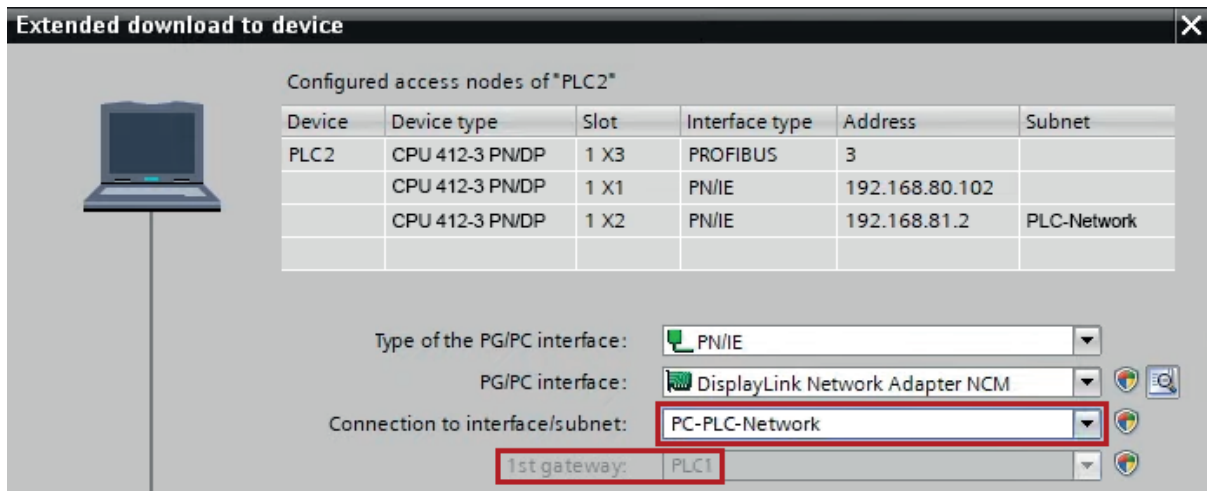 Extended download to device
Configured access nodes of "PLC2"
Device Device type Slot Interface type Address Subnet
PLC2 CPU 412-3 PN/DP 1 X3 PROFIBUS 3
CPU 412-3 PN/DP 1 X1 PN/IE 192.168.80.102
CPU 412-3 PN/DP 1 X2 PN/IE 192.168.81.2 PLC-Network
Type of the PG/PC interface: PN/IE
PG/PC interface: DisplayLink Network Adapter NCM
Connection to interface/subnet: PC-PLC-Network
1st gateway: PLC1